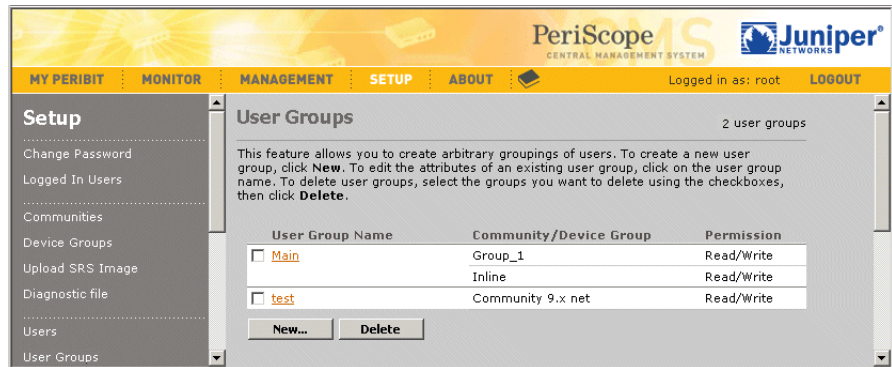 PeriScope
CENTRAL MANAGEMENT SYSTEM
Juniper®
NETWORKS
MY PERIBIT
MONITOR
MANAGEMENT
SETUP
ABOUT
Logged in as: root
LOGOUT
Setup
Change Password
Logged In Users
Communities
Device Groups
Upload SRS Image
Diagnostic file
Users
User Groups
User Groups
2 user groups
This feature allows you to create arbitrary groupings of users. To create a new user
group, click New. To edit the attributes of an existing user group, click on the user group
name. To delete user groups, select the groups you want to delete using the checkboxes,
then click Delete.
User Group Name Community/Device Group Permission
Main Group_1 Read/Write
Inline Read/Write
test Community 9.x net Read/Write
New... Delete